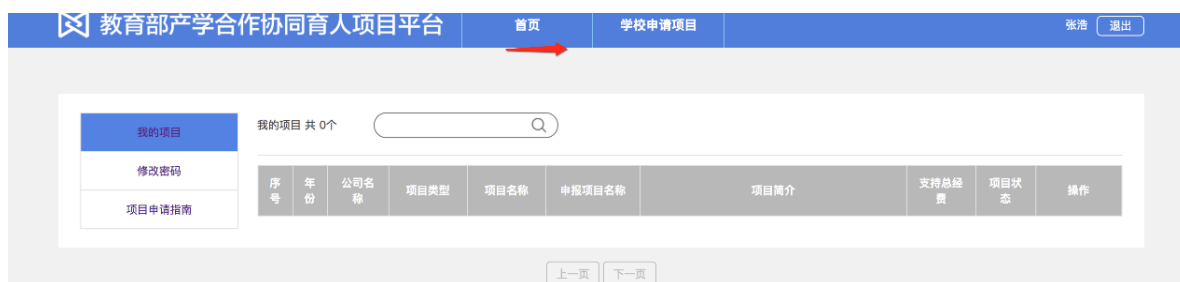 教育部产学合作协同育人项目平台 首页 学校申请项目 张浩 退出
我的项目 我的项目 共 0个
修改密码
项目申请指南
序号 年份 公司名称 项目类型 项目名称 申报项目名称 项目简介 支持总经费 项目状态 操作
上一页 下一页